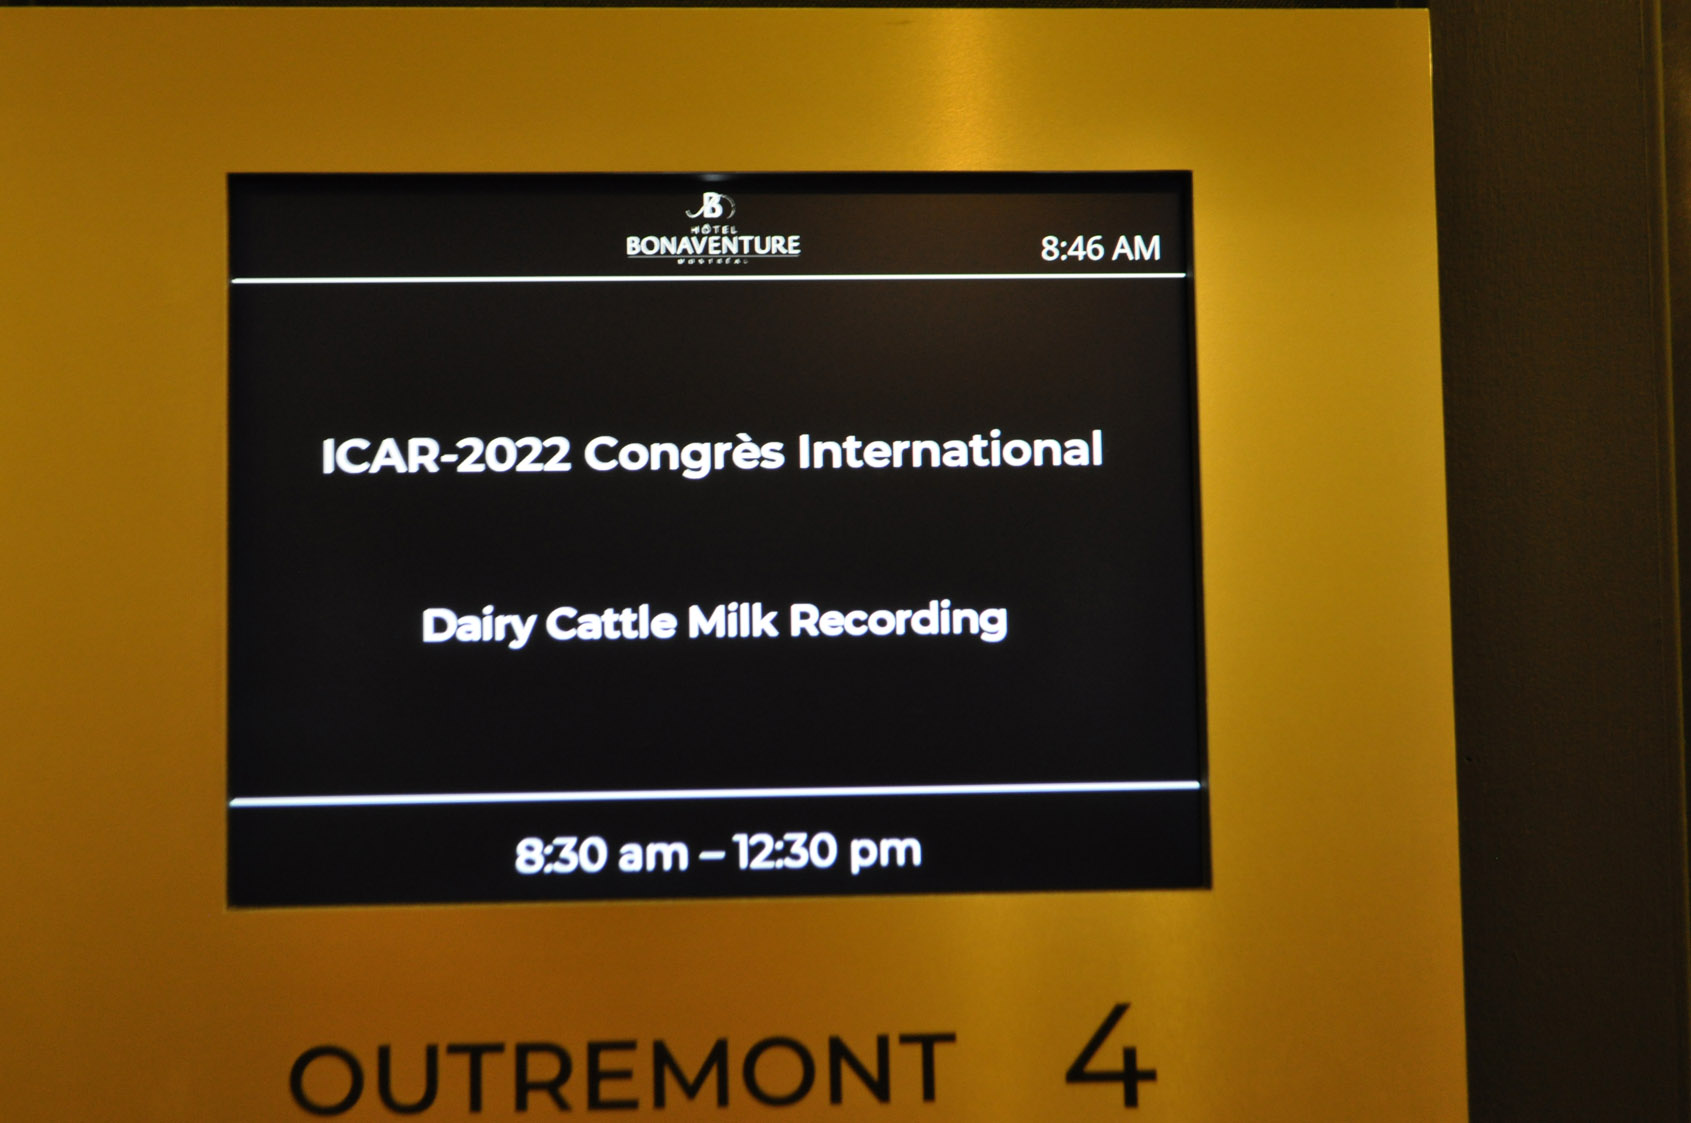 B
HÔTEL
BONAVENTURE
MONTRÉAL
8:46 AM
ICAR-2022 Congrès International
Dairy Cattle Milk Recording
8:30 am – 12:30 pm
OUTREMONT 4